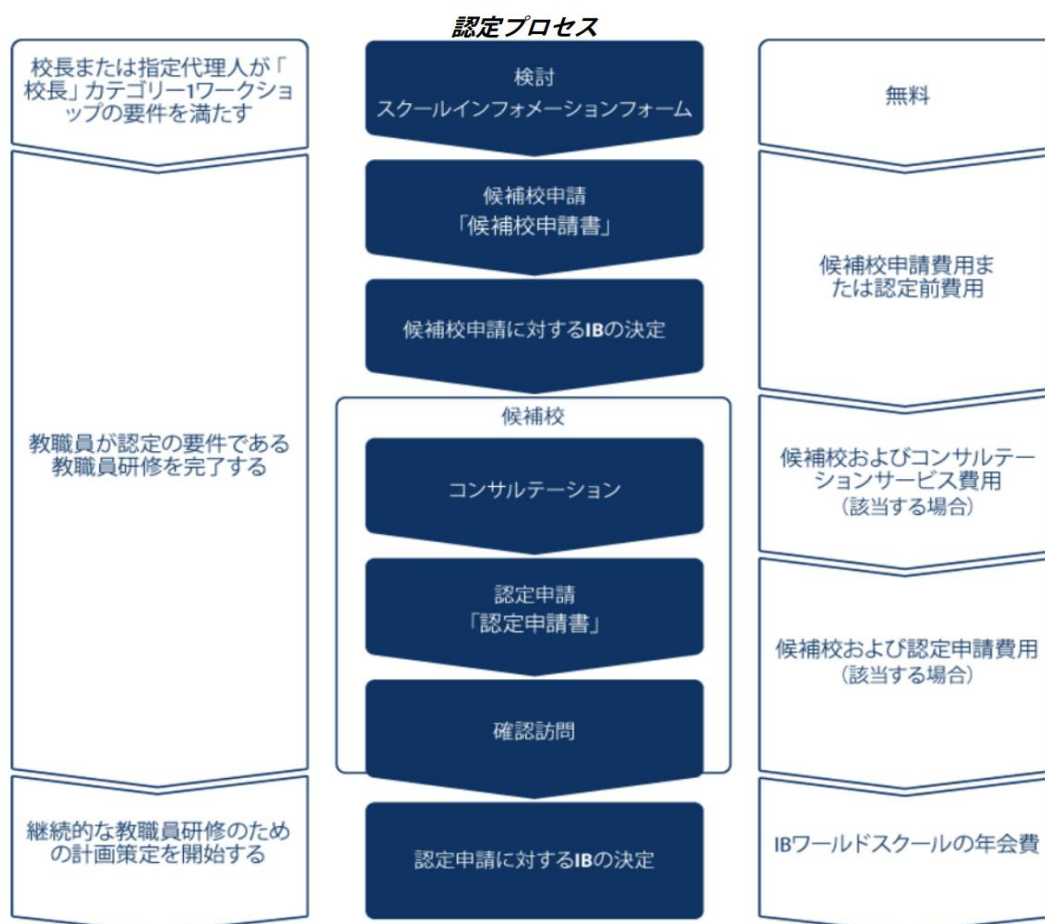 認定プロセス
校長または指定代理人が「
校長」カテゴリー1ワークショ
ップの要件を満たす
検討
スクールインフォメーションフォーム
無料
候補校申請
「候補校申請書」
候補校申請費用ま
たは認定前費用
候補校申請に対するIBの決定
教職員が認定の要件である
教職員研修を完了する
候補校
コンサルテーション
候補校およびコンサルテー
ションサービス費用
（該当する場合）
認定申請
「認定申請書」
候補校および認定申請費用
（該当する場合）
確認訪問
継続的な教職員研修のため
の計画策定を開始する
認定申請に対するIBの決定
IBワールドスクールの年会費